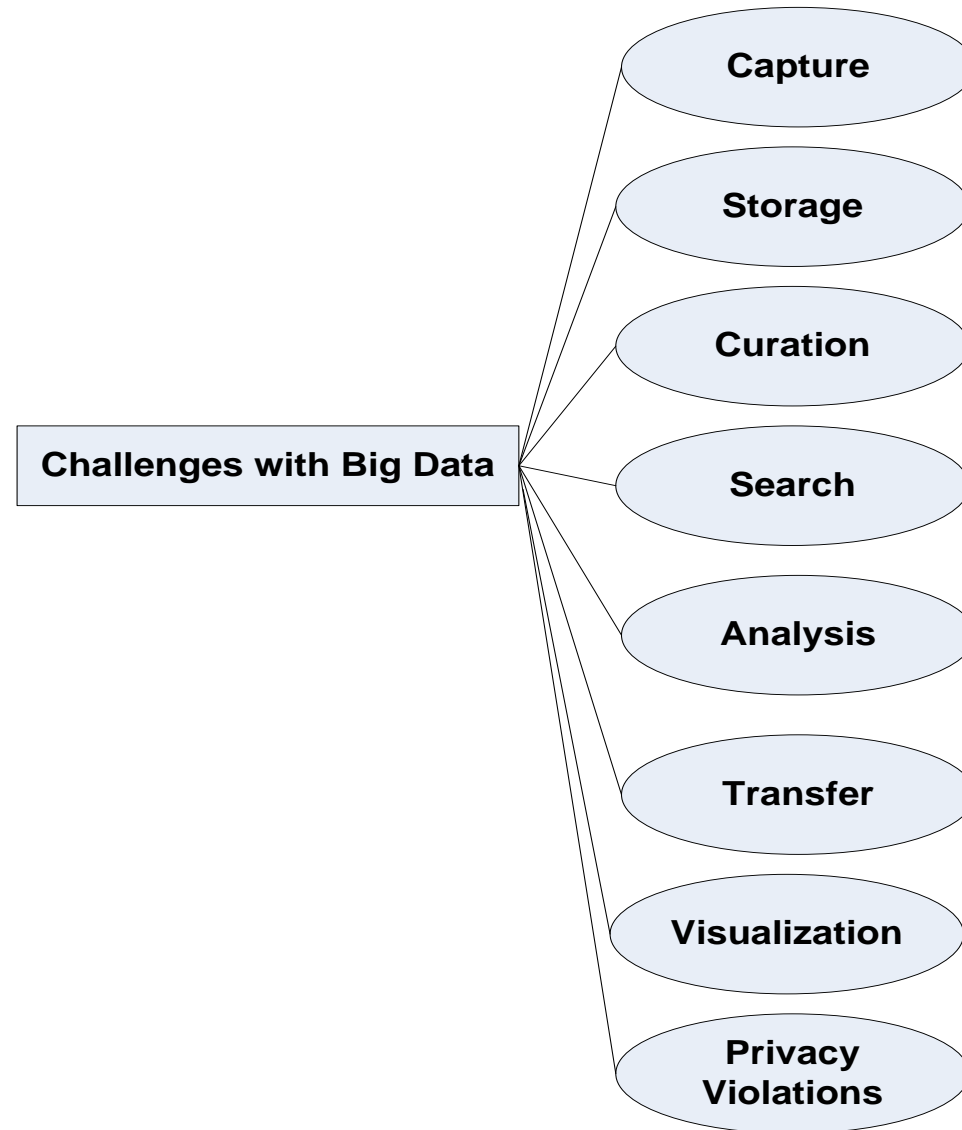 Capture
Storage
Curation
Challenges with Big Data
Search
Analysis
Transfer
Visualization
Privacy
Violations